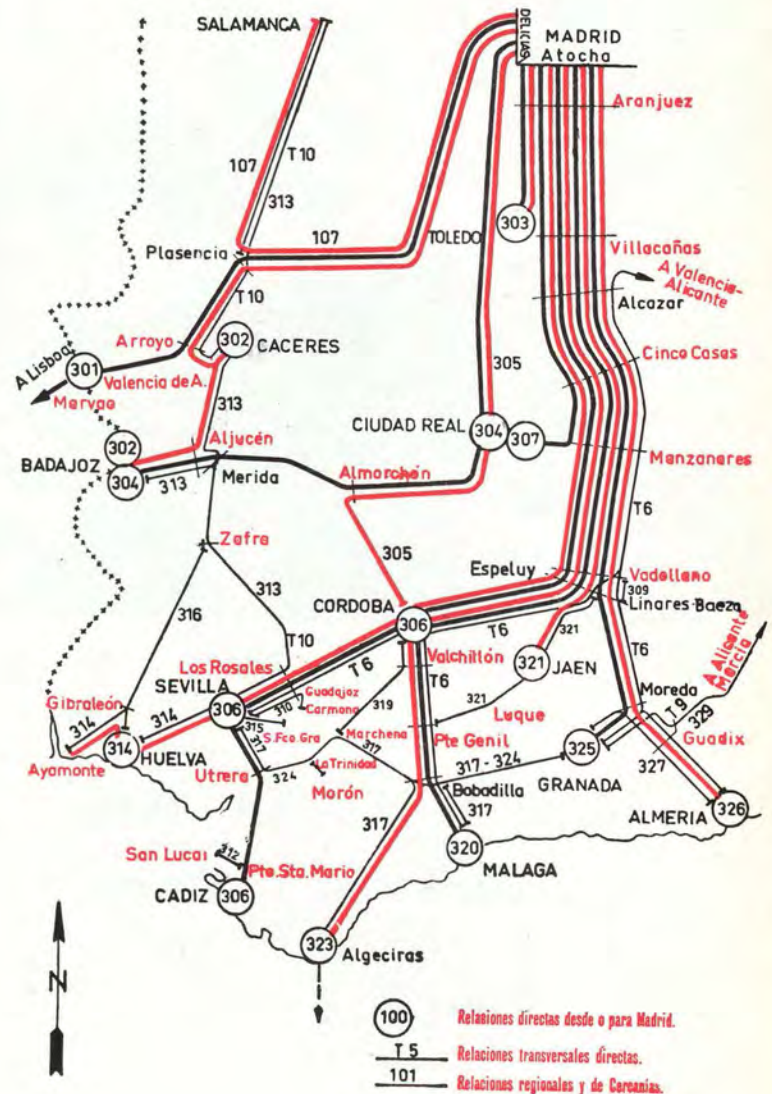 SALAMANCA
DELICIAS
MADRID
Atocha
Aranjuez
107
T10
313
107
Plasencia
TOLEDO
303
Villacañas
A Valencia-
Alicante
T10
Alcazar
Arroyo
302
CACERES
A Lisboa
301
Valencia de A.
Marvao
305
Cinco Casas
313
CIUDAD REAL
304
307
302
Aljucén
Manzanares
BADAJOZ
304
313
Merida
Almorchón
T6
Zafra
305
Espeluy
Vadollano
309
Linares Baeza
313
316
CORDOBA
306
T6
321
T10
T6
Valchillón
321
JAEN
T6
A Alicante
Murcia
Los Rosales
SEVILLA
306
310
Guadajoz
Carmona
T6
Gibraleón
314
314
315
S.Fco.Gra
319
321
Luque
Moreda
T9
329
314
HUELVA
317
Marchena
Pte Genil
Guadix
Ayamonte
325
327
Utrera
324
La Trinidad
317
317-324
GRANADA
Morón
Bobadilla
ALMERIA
326
317
317
San Lucar
312
Pto.Sta.Maria
320
MALAGA
CADIZ
306
323
Algeciras
N
100
Relaciones directas desde o para Madrid.
T5
Relaciones transversales directas.
101
Relaciones regionales y de Cercanías.